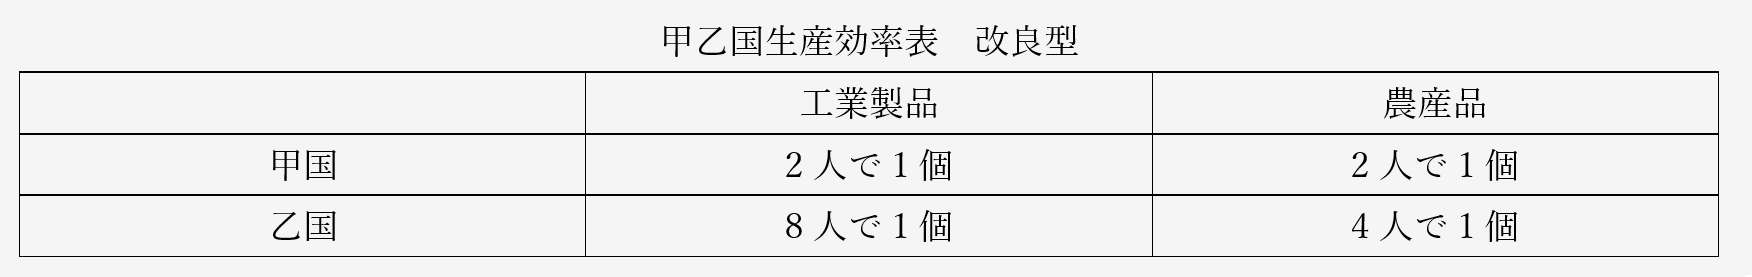 甲乙国生産効率表　改良型
工業製品　農産品
甲国　2 人で 1 個　2 人で 1 個
乙国　8 人で 1 個　4 人で 1 個